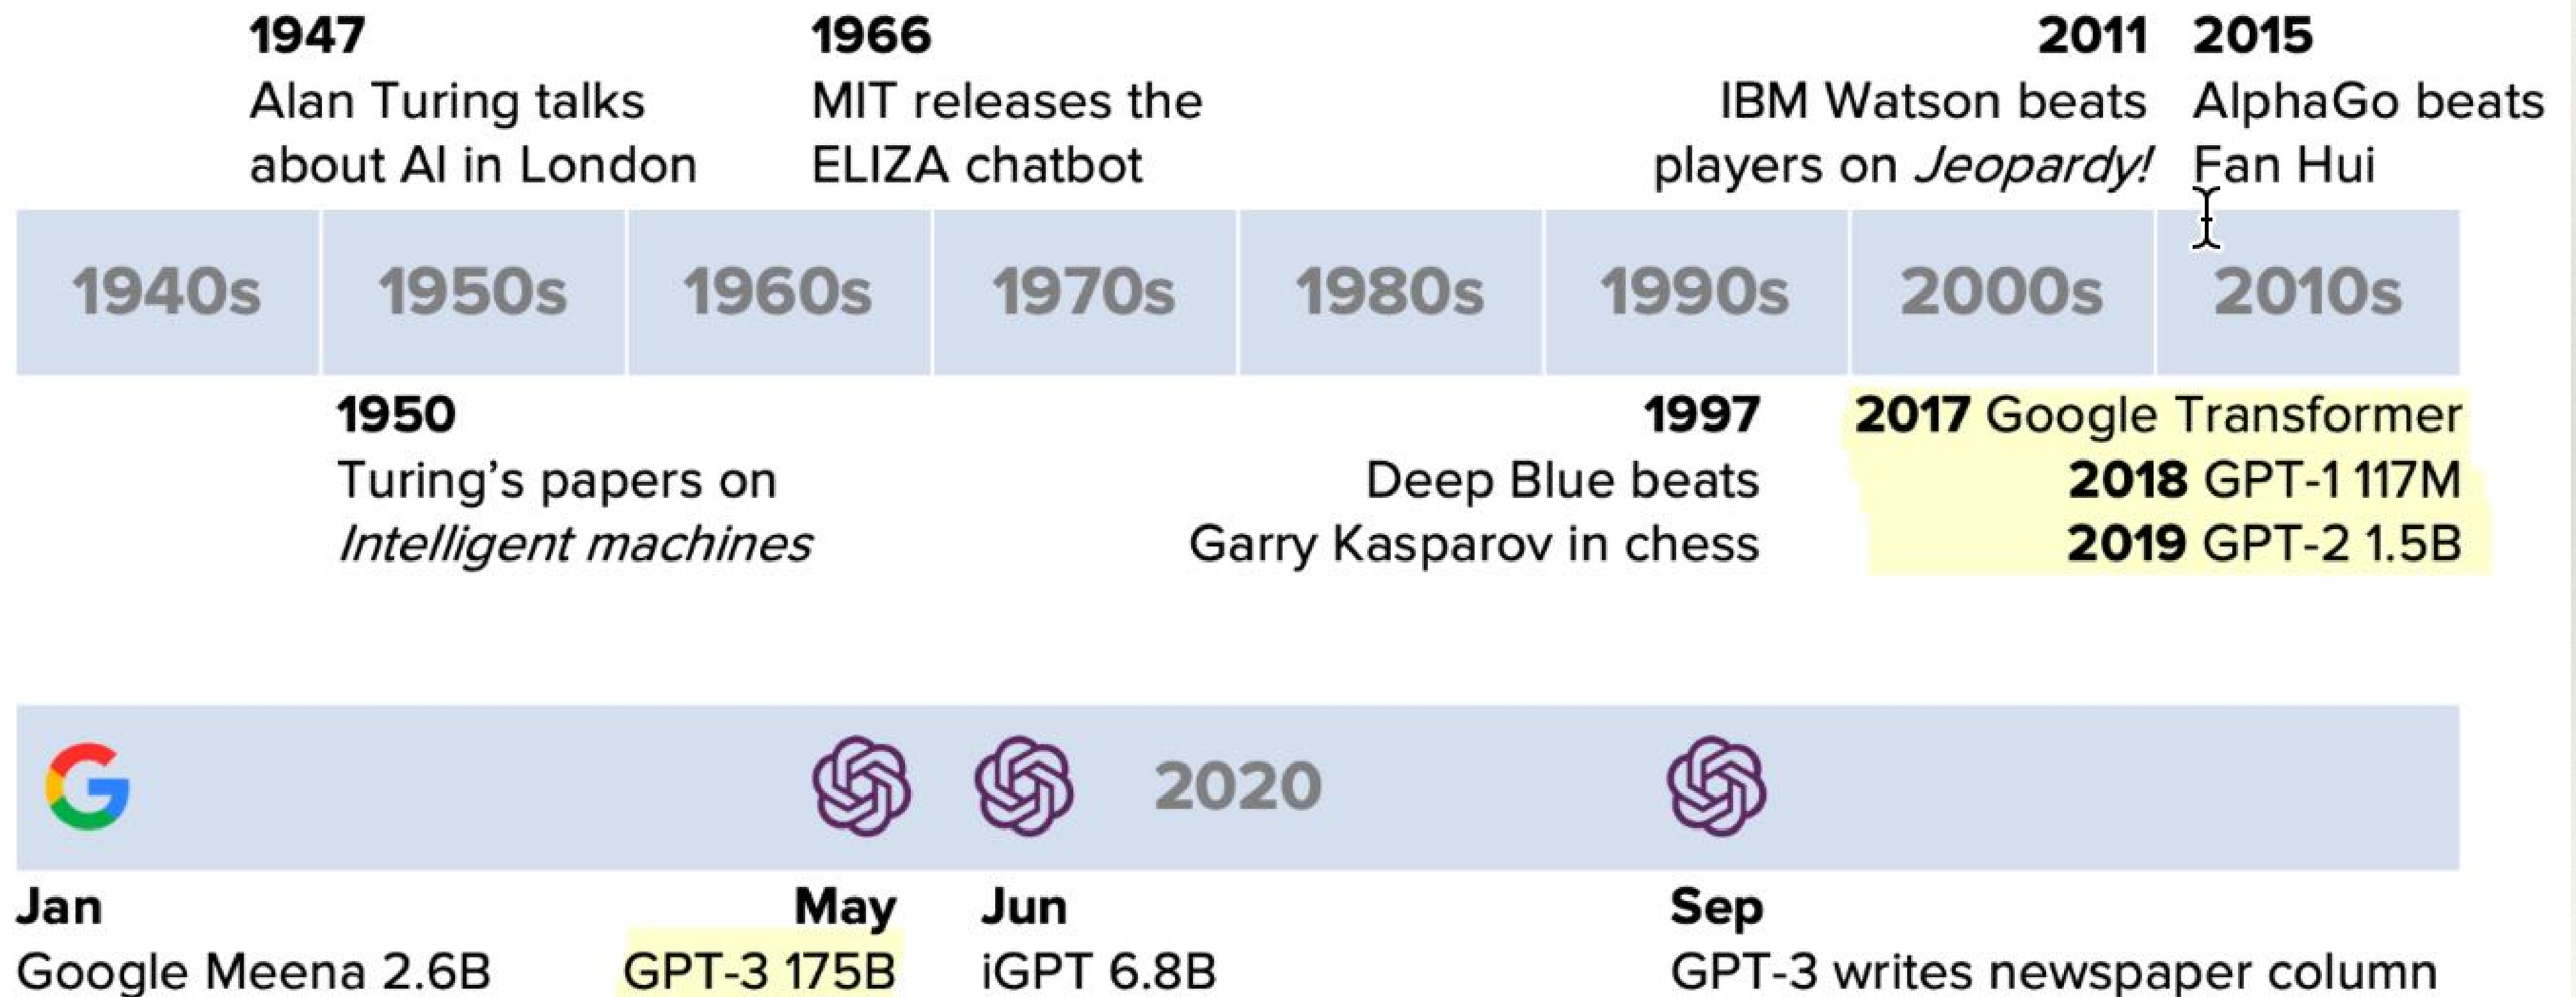 1947
Alan Turing talks
about AI in London
1966
MIT releases the
ELIZA chatbot
2011
IBM Watson beats
players on Jeopardy!
2015
AlphaGo beats
Fan Hui
1940s
1950s
1960s
1970s
1980s
1990s
2000s
2010s
1950
Turing’s papers on
Intelligent machines
1997
Deep Blue beats
Garry Kasparov in chess
2017 Google Transformer
2018 GPT-1 117M
2019 GPT-2 1.5B
2020
Jan
Google Meena 2.6B
May
GPT-3 175B
Jun
iGPT 6.8B
Sep
GPT-3 writes newspaper column